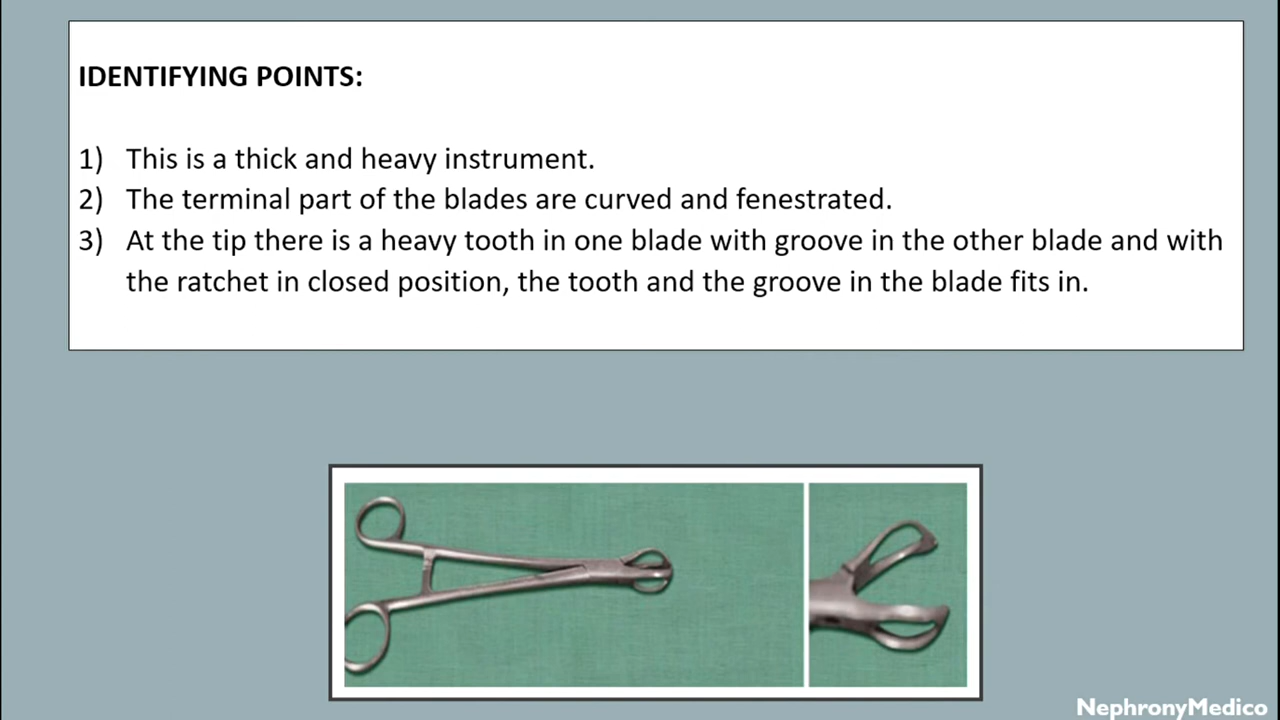 IDENTIFYING POINTS:
1) This is a thick and heavy instrument.
2) The terminal part of the blades are curved and fenestrated.
3) At the tip there is a heavy tooth in one blade with groove in the other blade and with
the ratchet in closed position, the tooth and the groove in the blade fits in.
NephronyMedico